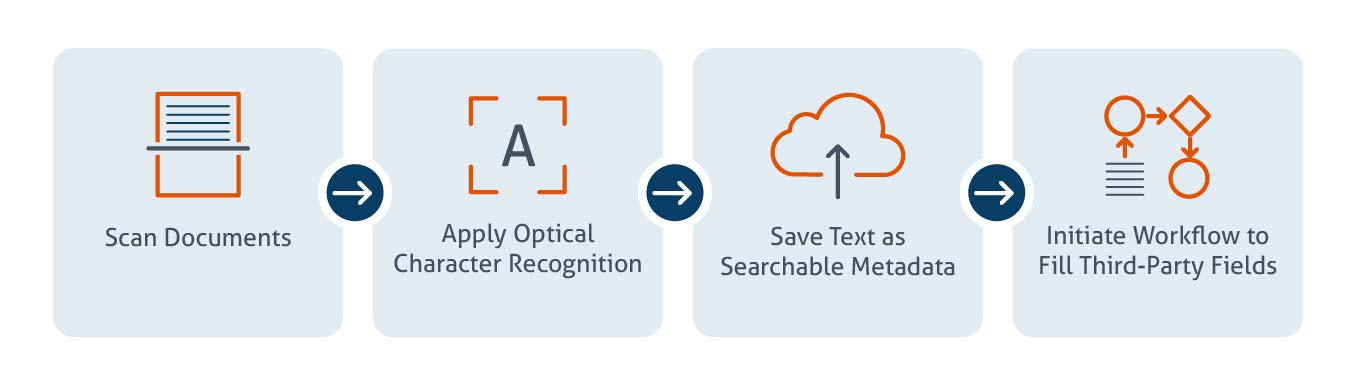 Scan Documents
A
Apply Optical
Character Recognition
Save Text as
Searchable Metadata
Initiate Workflow to
Fill Third-Party Fields